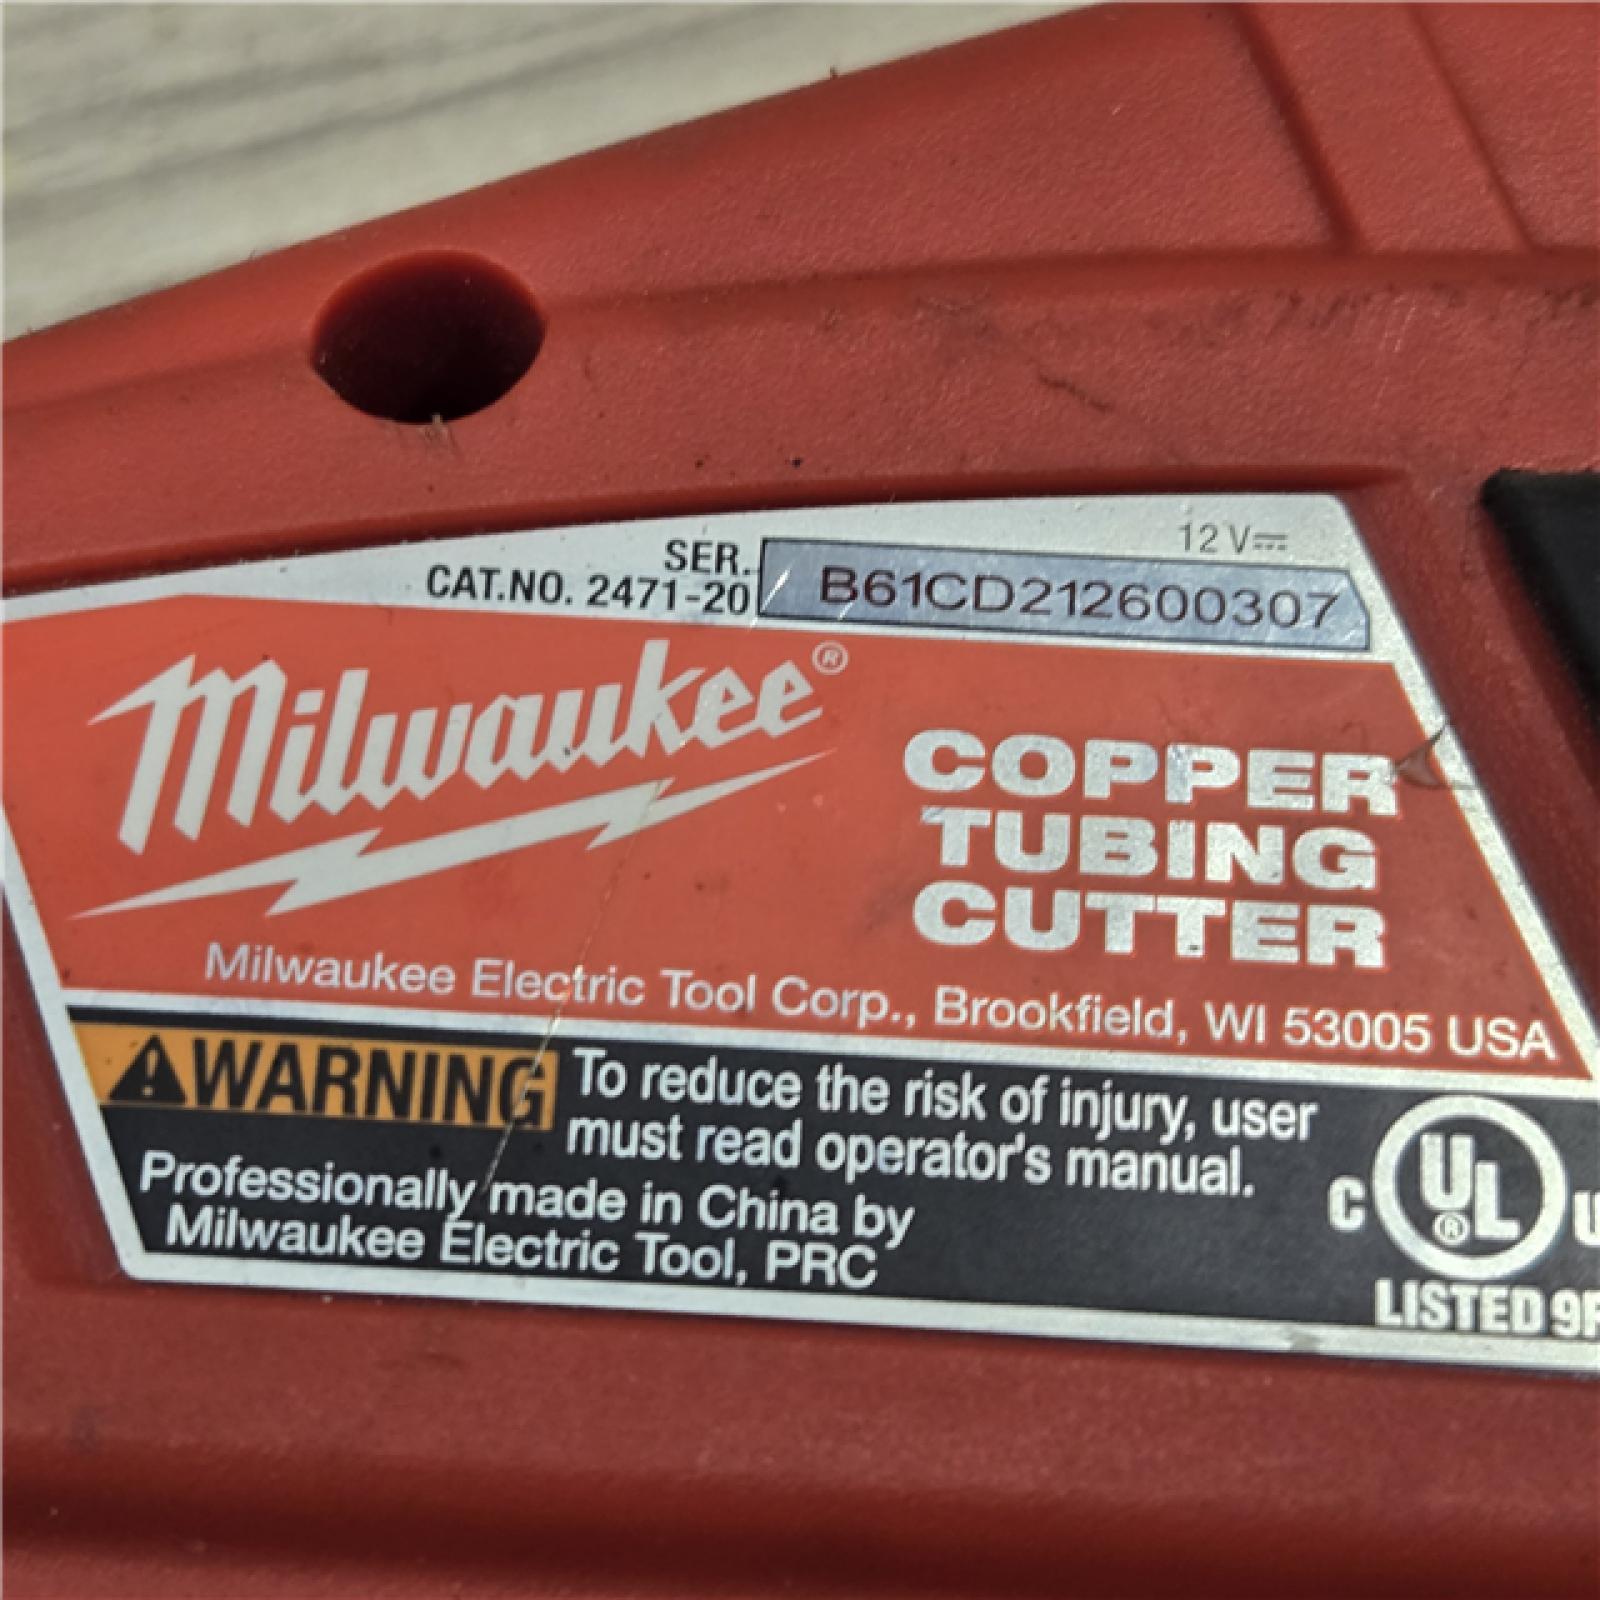 12 V⎓
SER. B61CD212600307
CAT.NO. 2471-20
Milwaukee®
COPPER
TUBING
CUTTER
Milwaukee Electric Tool Corp., Brookfield, WI 53005 USA
⚠WARNING To reduce the risk of injury, user
must read operator's manual.
Professionally made in China by
Milwaukee Electric Tool, PRC
C UL®
LISTED